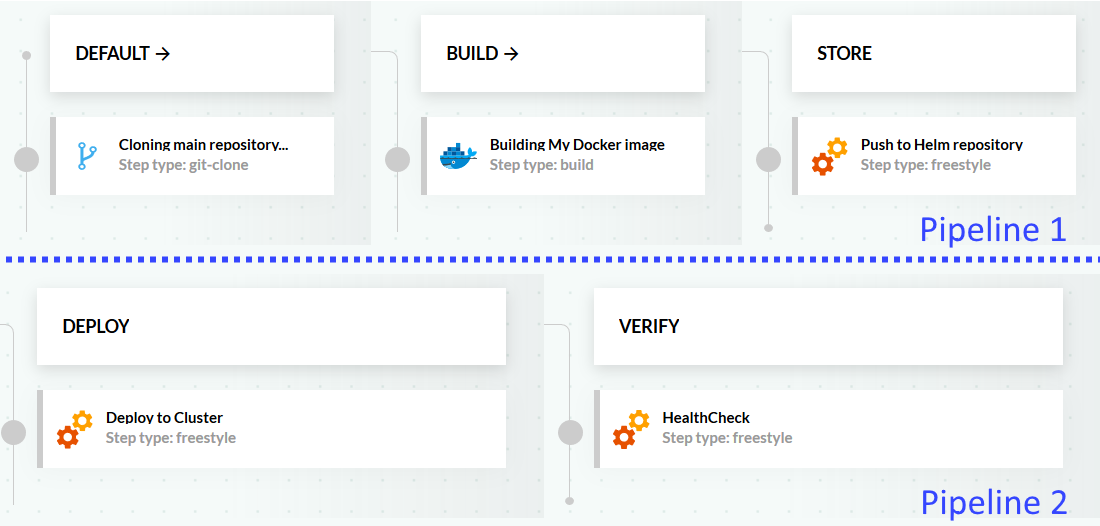 DEFAULT →
BUILD →
STORE
Cloning main repository...
Step type: git-clone
Building My Docker image
Step type: build
Push to Helm repository
Step type: freestyle
Pipeline 1
DEPLOY
VERIFY
Deploy to Cluster
Step type: freestyle
HealthCheck
Step type: freestyle
Pipeline 2